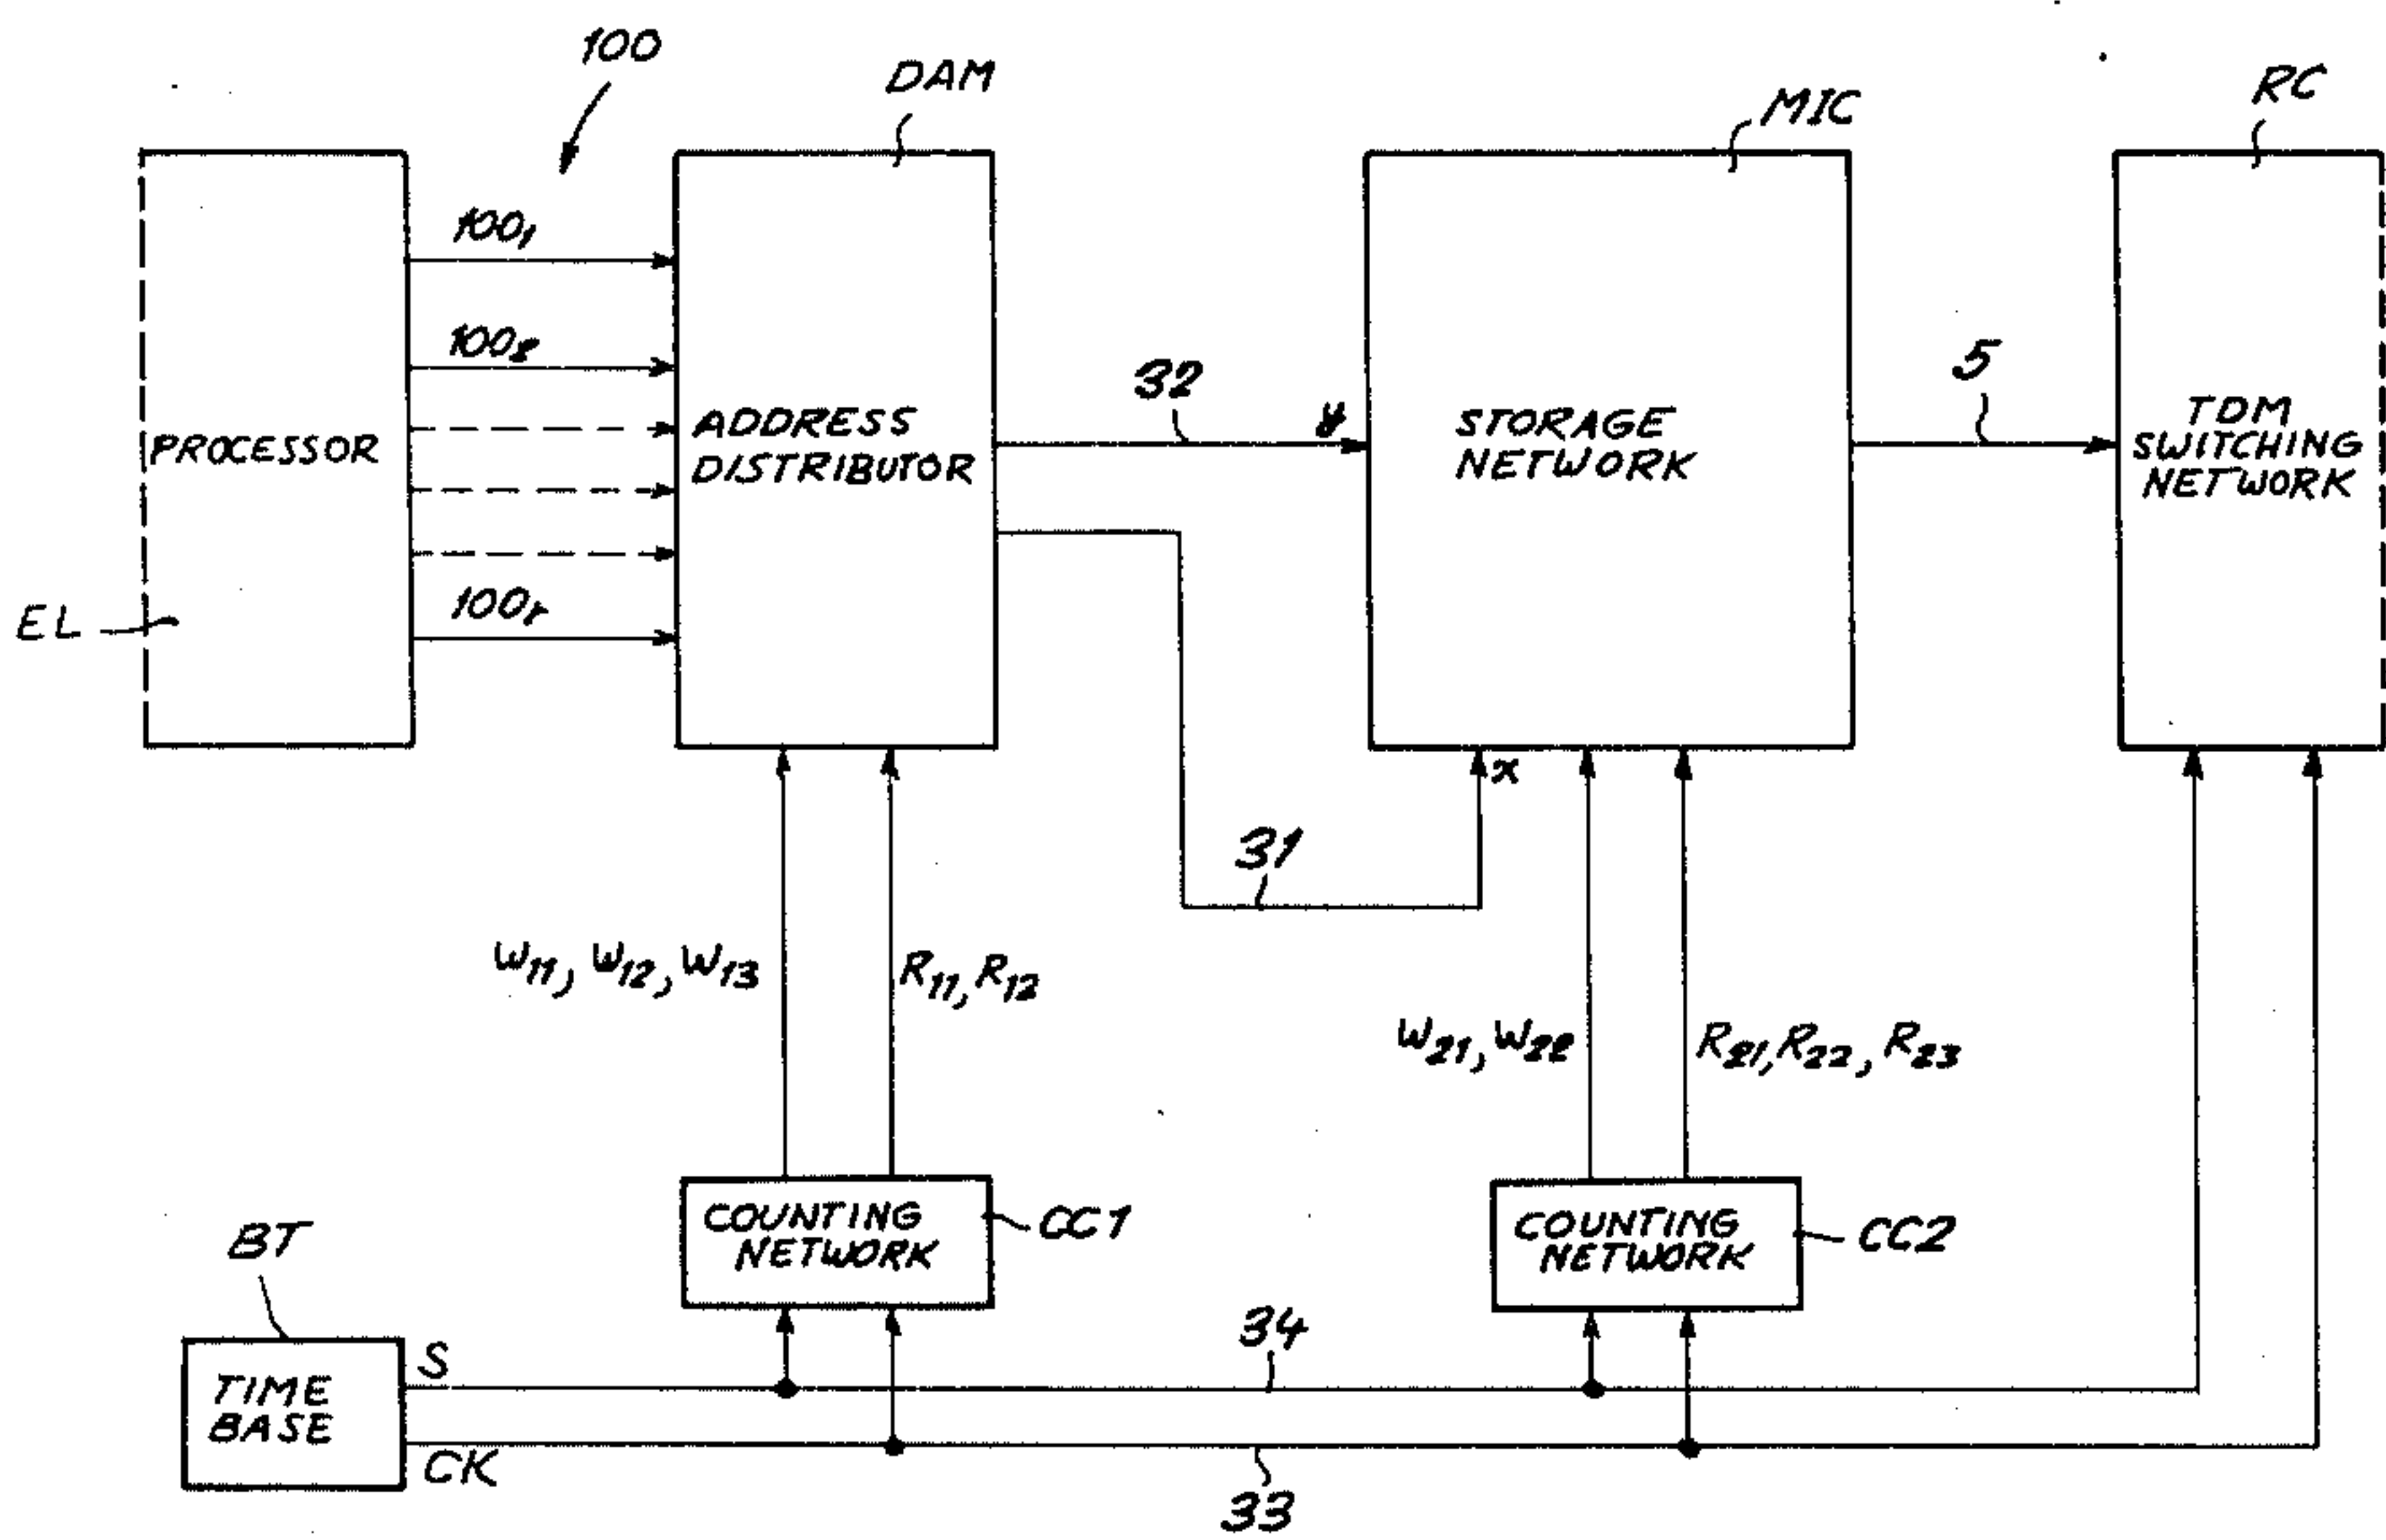 100
DAM
MIC
RC
100₁
100₂
100ᵣ
PROCESSOR
EL
ADDRESS
DISTRIBUTOR
32
y
STORAGE
NETWORK
5
TDM
SWITCHING
NETWORK
x
31
W₁₁, W₁₂, W₁₃
R₁₁, R₁₂
W₂₁, W₂₂
R₂₁, R₂₂, R₂₃
COUNTING
NETWORK
CC1
COUNTING
NETWORK
CC2
BT
TIME
BASE
S
CK
34
33